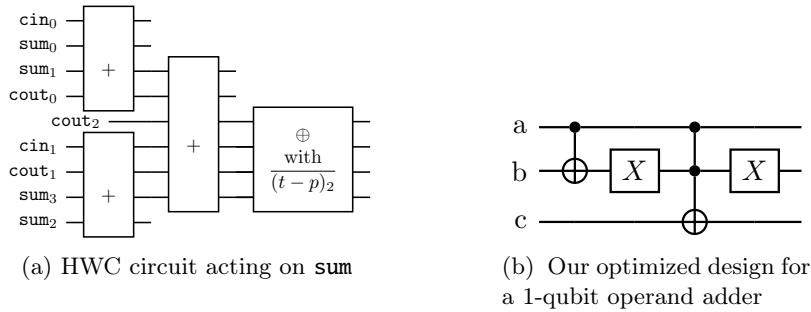 cin0
sum0
sum1
cout0
cout2
cin1
cout1
sum3
sum2
+
+
+
⊕
with
(t − p)2
(a) HWC circuit acting on sum
a
b
c
X
X
(b) Our optimized design for
a 1-qubit operand adder